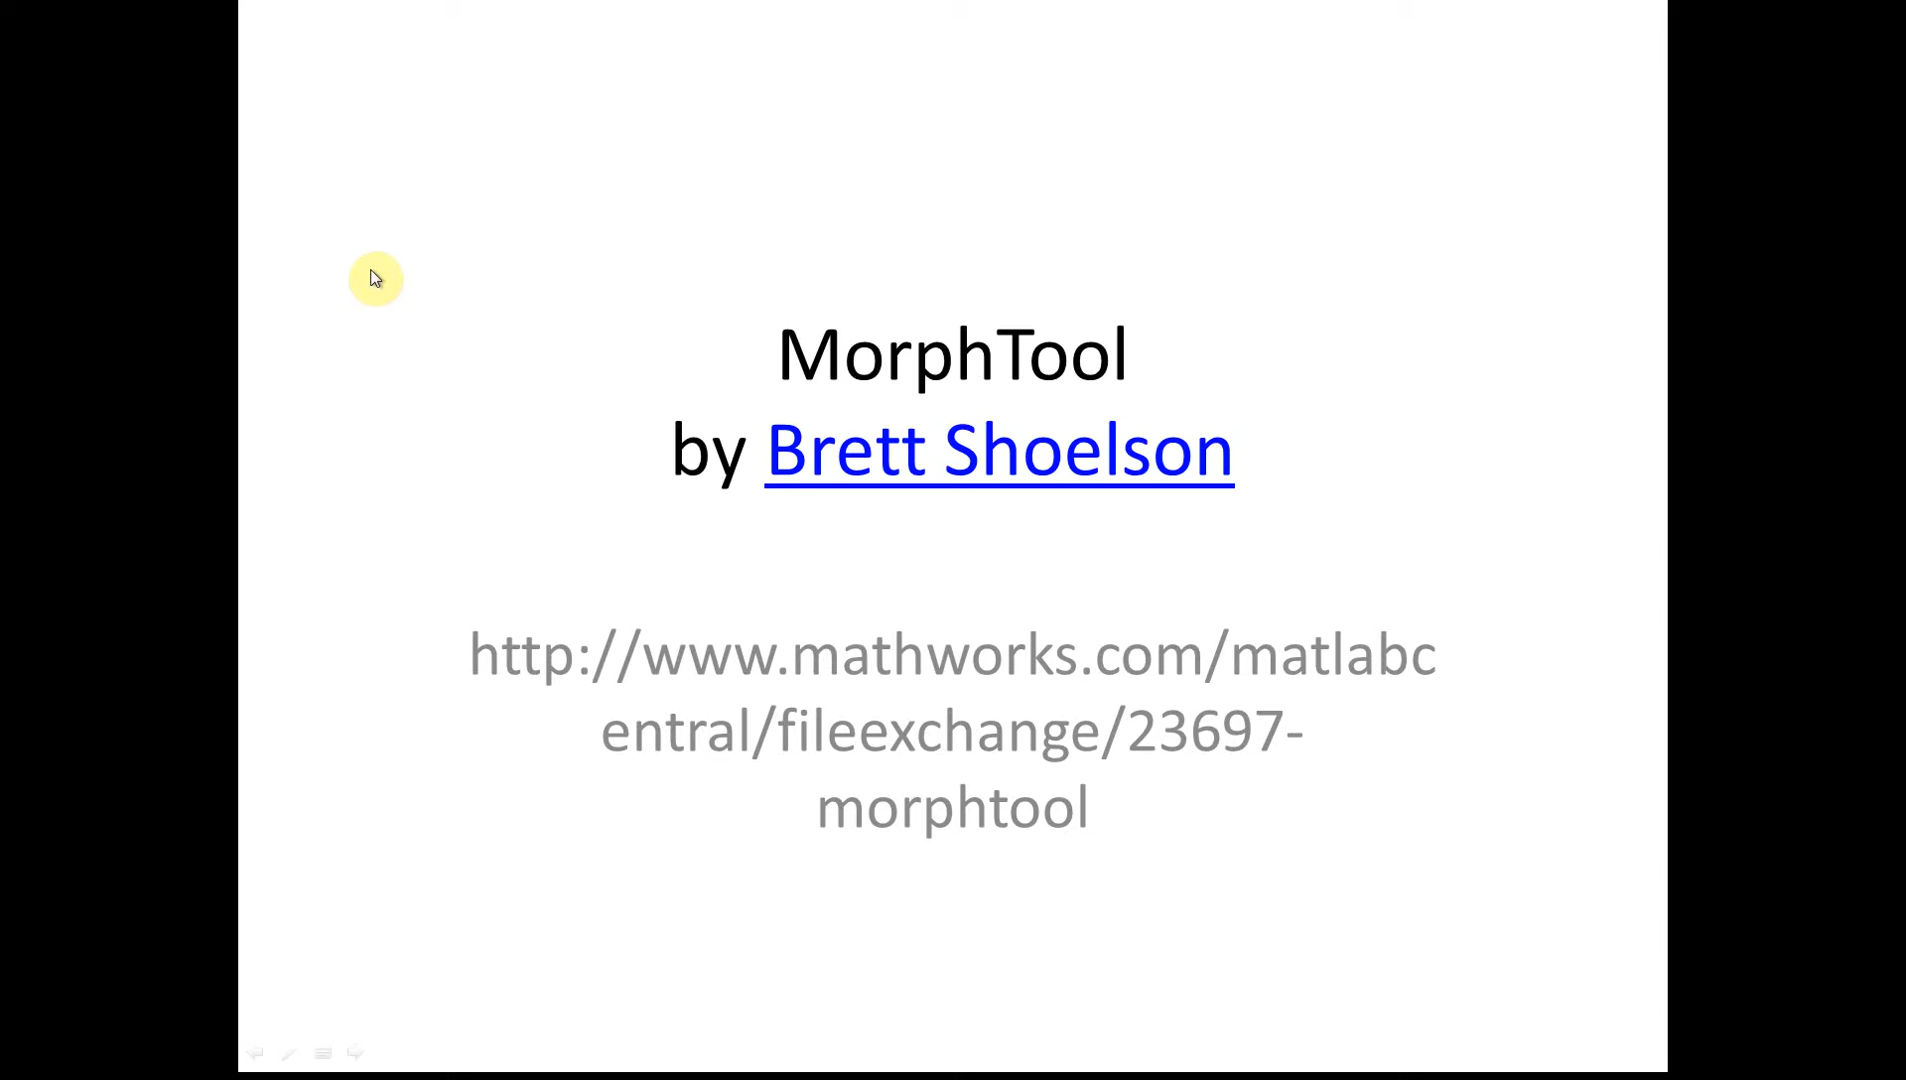 MorphTool
by Brett Shoelson
http://www.mathworks.com/matlabc
entral/fileexchange/23697-
morphtool